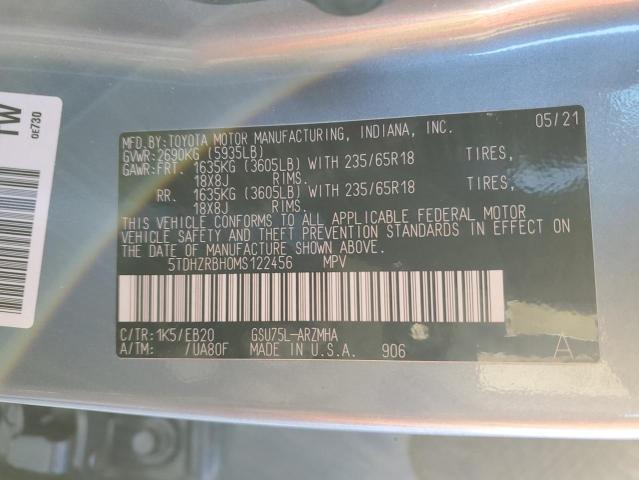 TW
0E730
MFD.BY:TOYOTA MOTOR MANUFACTURING, INDIANA, INC. 05/21
GVWR:2690KG (5935LB)
GAWR:FRT. 1635KG (3605LB) WITH 235/65R18 TIRES,
18X8J RIMS.
RR. 1635KG (3605LB) WITH 235/65R18 TIRES,
18X8J RIMS.
THIS VEHICLE CONFORMS TO ALL APPLICABLE FEDERAL MOTOR
VEHICLE SAFETY AND THEFT PREVENTION STANDARDS IN EFFECT ON
THE DATE OF MANUFACTURE SHOWN ABOVE.
5TDHZRBH0MS122456 MPV
C/TR:1K5/EB20 GSU75L-ARZMHA
A/TM: /UA80F MADE IN U.S.A. 906 A